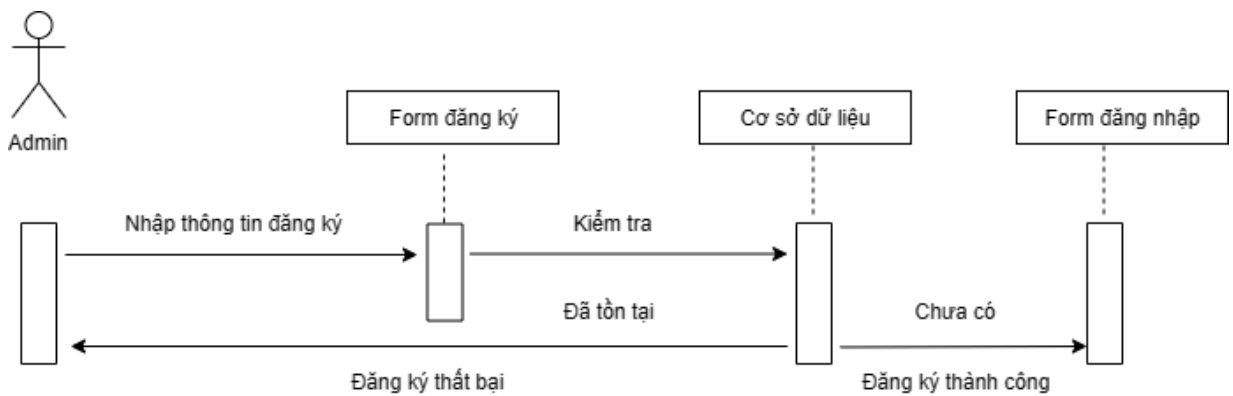 Admin
Form đăng ký
Cơ sở dữ liệu
Form đăng nhập
Nhập thông tin đăng ký
Kiểm tra
Đã tồn tại
Chưa có
Đăng ký thất bại
Đăng ký thành công